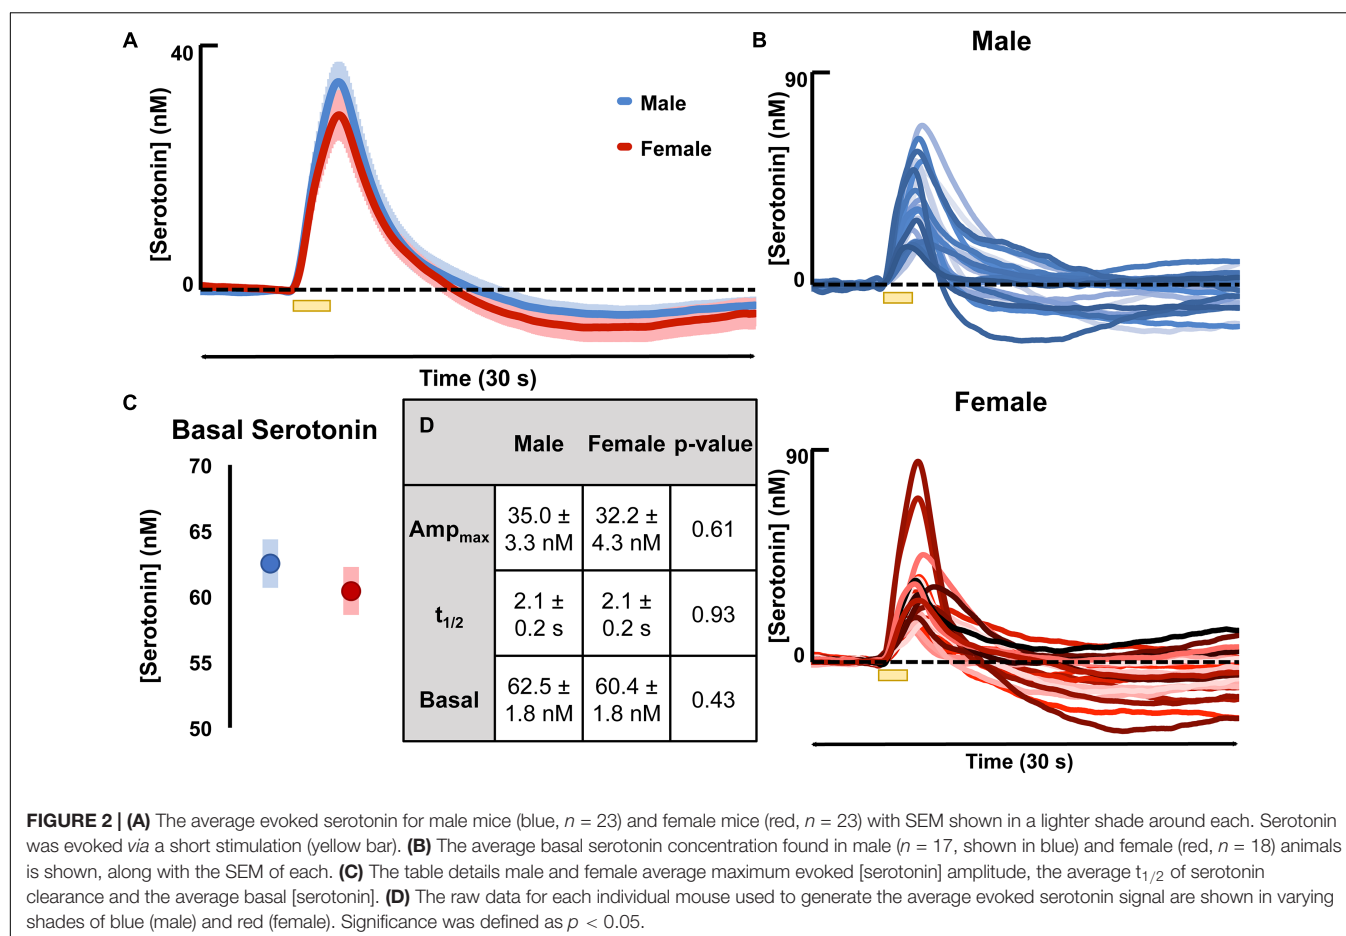 A
40
[Serotonin] (nM)
0
Male
Female
Time (30 s)
B
Male
90
[Serotonin] (nM)
0
C
Basal Serotonin
70
65
60
55
50
[Serotonin] (nM)
D
Male Female p-value
Amp_max 35.0 ± 3.3 nM 32.2 ± 4.3 nM 0.61
t_1/2 2.1 ± 0.2 s 2.1 ± 0.2 s 0.93
Basal 62.5 ± 1.8 nM 60.4 ± 1.8 nM 0.43
Female
90
[Serotonin] (nM)
0
Time (30 s)
FIGURE 2 | (A) The average evoked serotonin for male mice (blue, n = 23) and female mice (red, n = 23) with SEM shown in a lighter shade around each. Serotonin
was evoked via a short stimulation (yellow bar). (B) The average basal serotonin concentration found in male (n = 17, shown in blue) and female (red, n = 18) animals
is shown, along with the SEM of each. (C) The table details male and female average maximum evoked [serotonin] amplitude, the average t1/2 of serotonin
clearance and the average basal [serotonin]. (D) The raw data for each individual mouse used to generate the average evoked serotonin signal are shown in varying
shades of blue (male) and red (female). Significance was defined as p < 0.05.